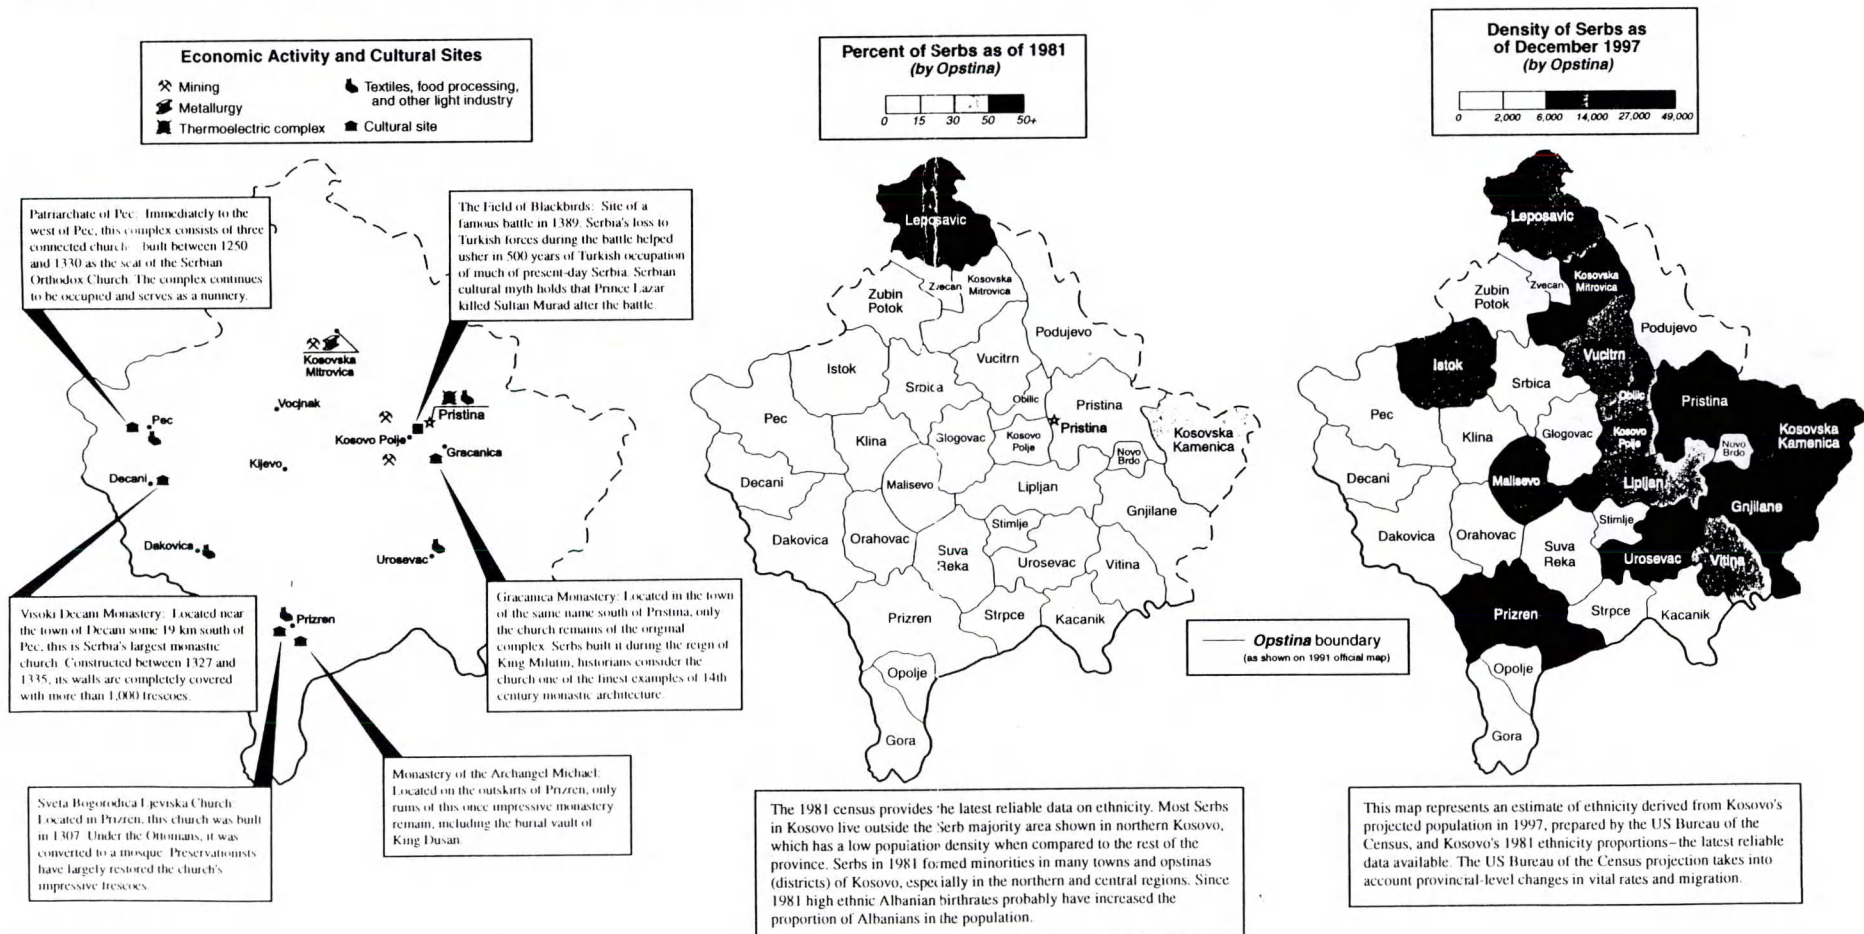 Economic Activity and Cultural Sites
Mining
Metallurgy
Thermoelectric complex
Textiles, food processing,
and other light industry
Cultural site
Patriarchate of Pec: Immediately to the
west of Pec, this complex consists of three
connected church built between 1250
and 1330 as the seat of the Serbian
Orthodox Church. The complex continues
to be occupied and serves as a nunnery.
The Field of Blackbirds: Site of a
famous battle in 1389. Serbia's loss to
Turkish forces during the battle helped
usher in 500 years of Turkish occupation
of much of present-day Serbia. Serbian
cultural myth holds that Prince Lazar
killed Sultan Murad after the battle.
Kosovska
Mitrovica
Vocjnak
Pec
Pristina
Kosovo Polje
Gracanica
Kijevo
Decani
Dakovica
Urosevac
Prizren
Visoki Decani Monastery: Located near
the town of Decani some 19 km south of
Pec, this is Serbia's largest monastic
church. Constructed between 1327 and
1335, its walls are completely covered
with more than 1,000 frescoes.
Gracanica Monastery: Located in the town
of the same name south of Pristina, only
the church remains of the original
complex. Serbs built it during the reign of
King Milutin, historians consider the
church one of the finest examples of 14th
century monastic architecture.
Sveta Bogorodica Ljeviska Church:
Located in Prizren, this church was built
in 1307. Under the Ottomans, it was
converted to a mosque. Preservationists
have largely restored the church's
impressive frescoes.
Monastery of the Archangel Michael:
Located on the outskirts of Prizren, only
ruins of this once impressive monastery
remain, including the burial vault of
King Dusan.
Percent of Serbs as of 1981
(by Opstina)
0 15 30 50 50+
Leposavic
Zubin
Potok
Zvecan
Kosovska
Mitrovica
Podujevo
Vucitrn
Istok
Srbica
Obilic
Pristina
Pristina
Pec
Klina
Glogovac
Kosovo
Polje
Kosovska
Kamenica
Novo
Brdo
Decani
Malisevo
Lipljan
Gnjilane
Stimlje
Dakovica
Orahovac
Suva
Reka
Urosevac
Vitina
Prizren
Strpce
Kacanik
Opolje
Gora
The 1981 census provides the latest reliable data on ethnicity. Most Serbs
in Kosovo live outside the Serb majority area shown in northern Kosovo,
which has a low population density when compared to the rest of the
province. Serbs in 1981 formed minorities in many towns and opstinas
(districts) of Kosovo, especially in the northern and central regions. Since
1981 high ethnic Albanian birthrates probably have increased the
proportion of Albanians in the population.
Opstina boundary
(as shown on 1991 official map)
Density of Serbs as
of December 1997
(by Opstina)
0 2,000 6,000 14,000 27,000 49,000
Leposavic
Zubin
Potok
Zvecan
Kosovska
Mitrovica
Podujevo
Vucitrn
Istok
Srbica
Obilic
Pristina
Pec
Klina
Glogovac
Kosovo
Polje
Kosovska
Kamenica
Novo
Brdo
Decani
Malisevo
Lipljan
Gnjilane
Stimlje
Dakovica
Orahovac
Suva
Reka
Urosevac
Vitina
Prizren
Strpce
Kacanik
Opolje
Gora
This map represents an estimate of ethnicity derived from Kosovo's
projected population in 1997, prepared by the US Bureau of the
Census, and Kosovo's 1981 ethnicity proportions–the latest reliable
data available. The US Bureau of the Census projection takes into
account provincial-level changes in vital rates and migration.